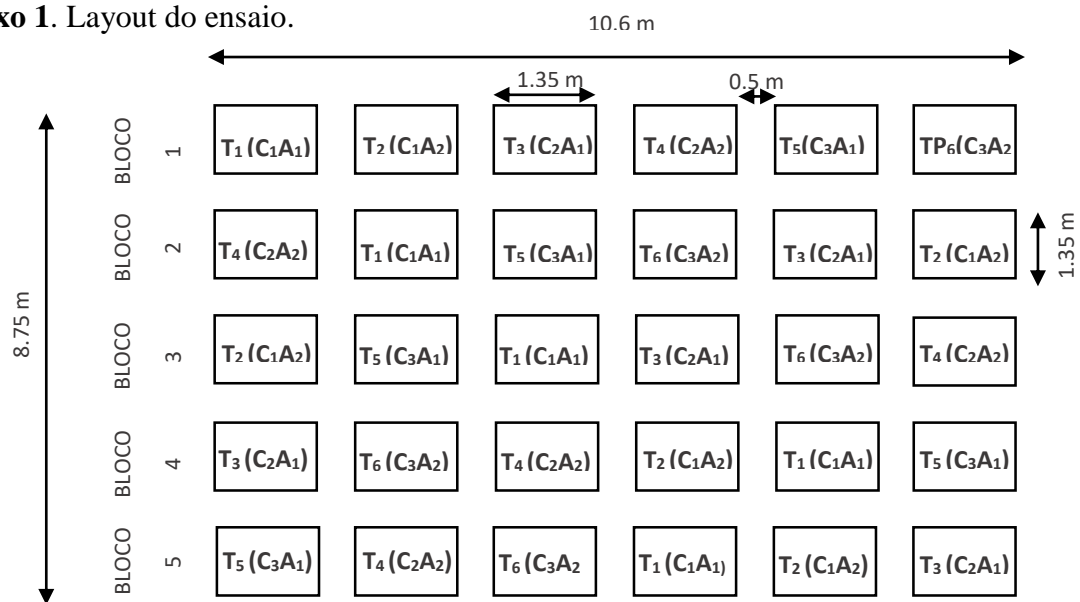 xo 1. Layout do ensaio.
10.6 m
1.35 m
0.5 m
BLOCO 1
T₁ (C₁A₁)
T₂ (C₁A₂)
T₃ (C₂A₁)
T₄ (C₂A₂)
T₅(C₃A₁)
TP₆(C₃A₂
BLOCO 2
T₄ (C₂A₂)
T₁ (C₁A₁)
T₅ (C₃A₁)
T₆ (C₃A₂)
T₃ (C₂A₁)
T₂ (C₁A₂)
1.35 m
8.75 m
BLOCO 3
T₂ (C₁A₂)
T₅ (C₃A₁)
T₁ (C₁A₁)
T₃ (C₂A₁)
T₆ (C₃A₂)
T₄ (C₂A₂)
BLOCO 4
T₃ (C₂A₁)
T₆ (C₃A₂)
T₄ (C₂A₂)
T₂ (C₁A₂)
T₁ (C₁A₁)
T₅ (C₃A₁)
BLOCO 5
T₅ (C₃A₁)
T₄ (C₂A₂)
T₆ (C₃A₂
T₁ (C₁A₁)
T₂ (C₁A₂)
T₃ (C₂A₁)